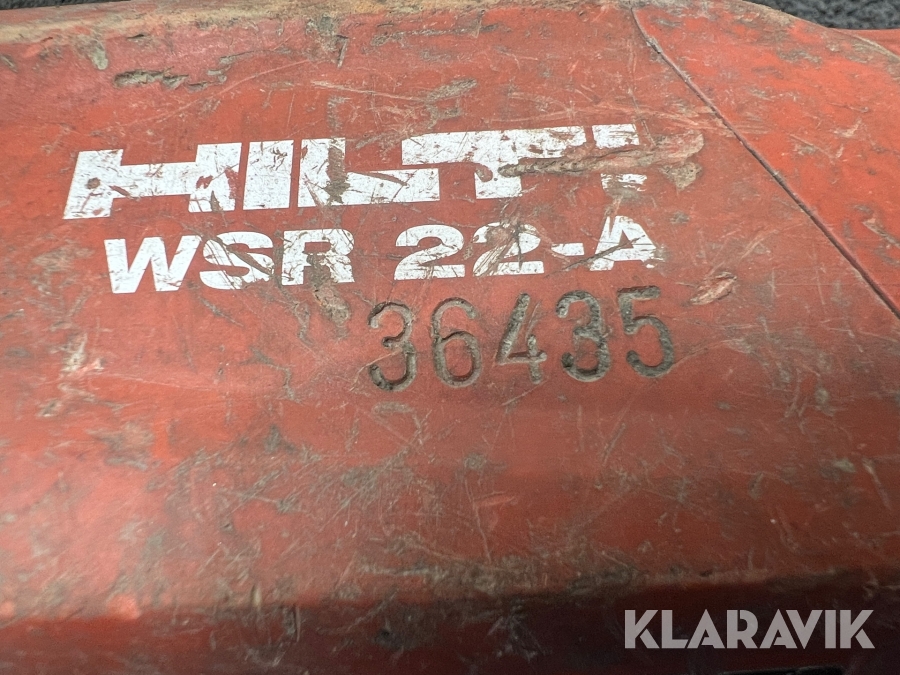 HILTI
WSR 22-A
36435
KLARAVIK